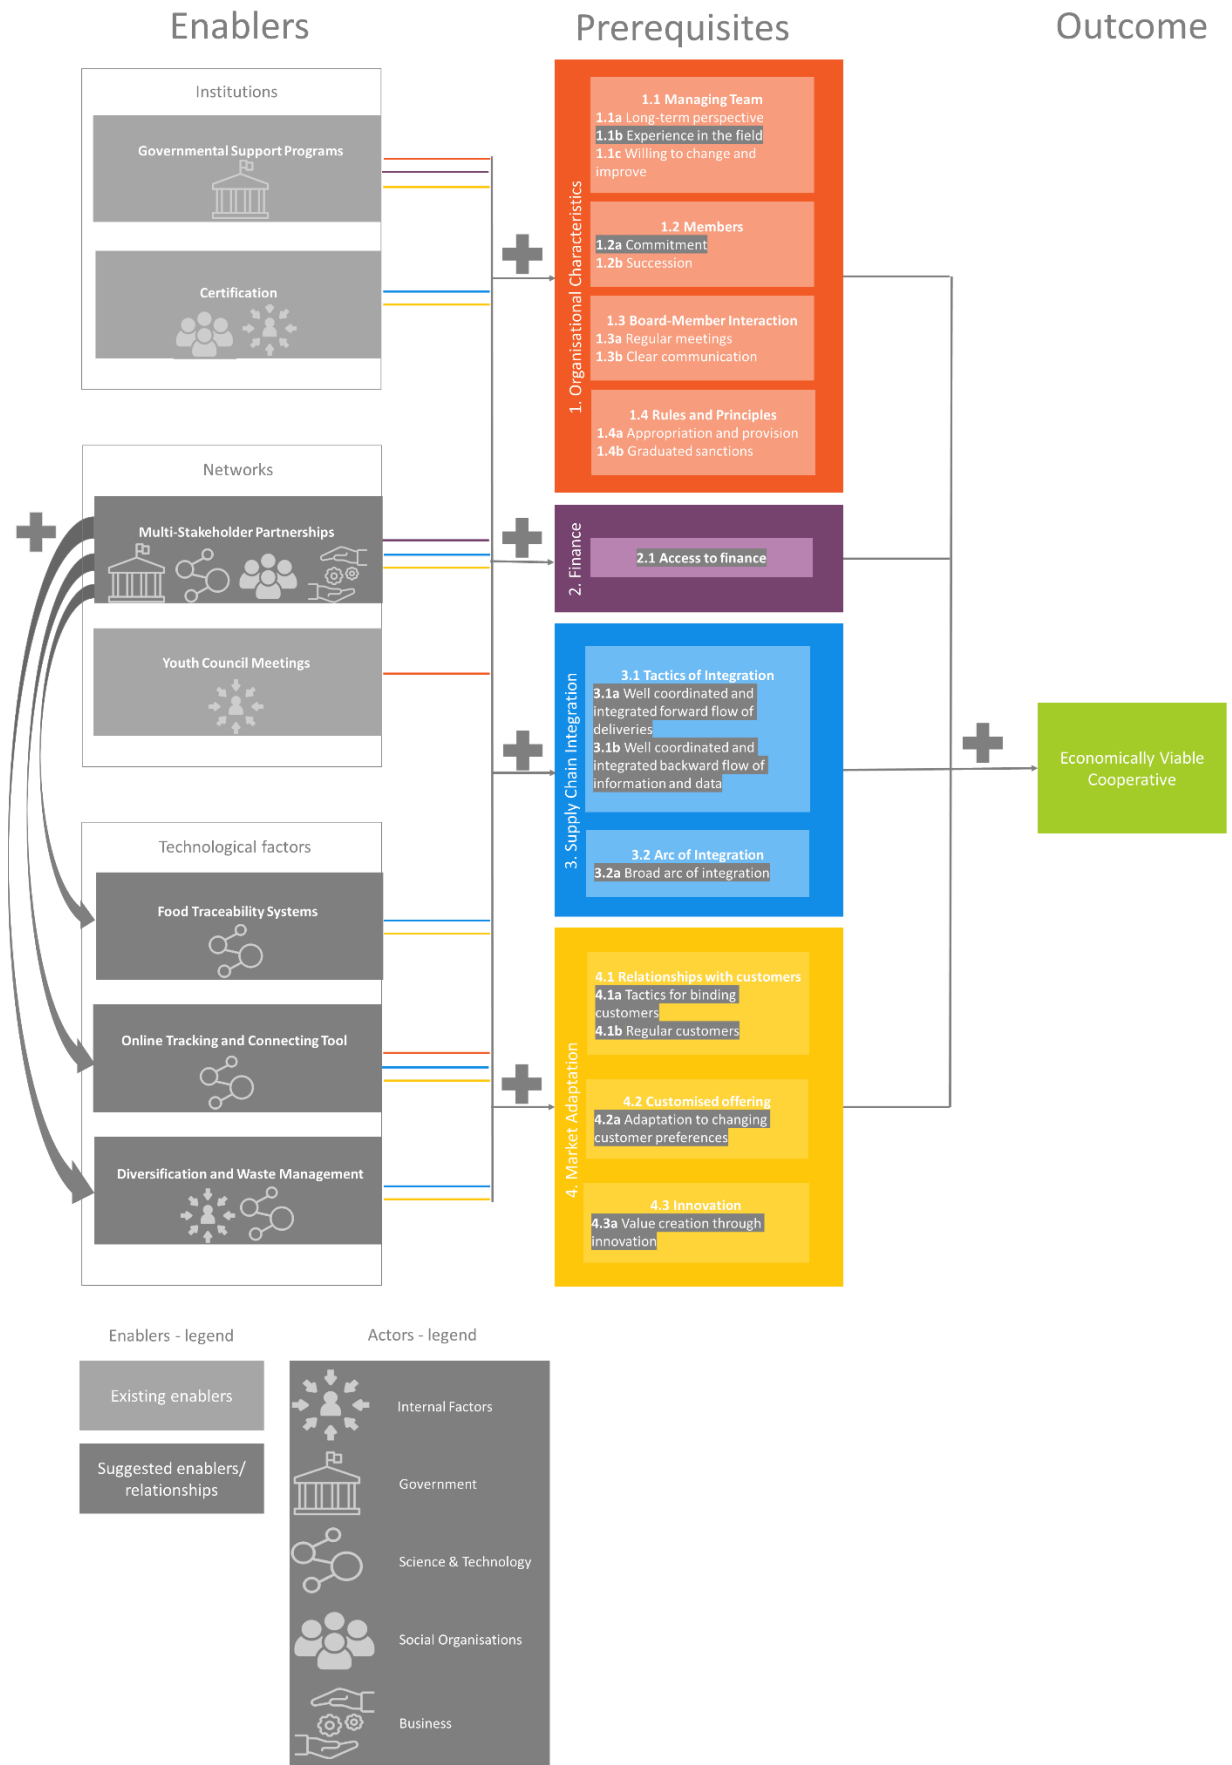 Enablers
Prerequisites
Outcome
Institutions
Governmental Support Programs
Certification
Networks
Multi-Stakeholder Partnerships
Youth Council Meetings
Technological factors
Food Traceability Systems
Online Tracking and Connecting Tool
Diversification and Waste Management
1. Organisational Characteristics
1.1 Managing Team
1.1a Long-term perspective
1.1b Experience in the field
1.1c Willing to change and
improve
1.2 Members
1.2a Commitment
1.2b Succession
1.3 Board-Member Interaction
1.3a Regular meetings
1.3b Clear communication
1.4 Rules and Principles
1.4a Appropriation and provision
1.4b Graduated sanctions
2. Finance
2.1 Access to finance
3. Supply Chain Integration
3.1 Tactics of Integration
3.1a Well coordinated and
integrated forward flow of
deliveries
3.1b Well coordinated and
integrated backward flow of
information and data
3.2 Arc of Integration
3.2a Broad arc of integration
4. Market Adaptation
4.1 Relationships with customers
4.1a Tactics for binding
customers
4.1b Regular customers
4.2 Customised offering
4.2a Adaptation to changing
customer preferences
4.3 Innovation
4.3a Value creation through
innovation
Economically Viable
Cooperative
Enablers - legend
Existing enablers
Suggested enablers/
relationships
Actors - legend
Internal Factors
Government
Science & Technology
Social Organisations
Business